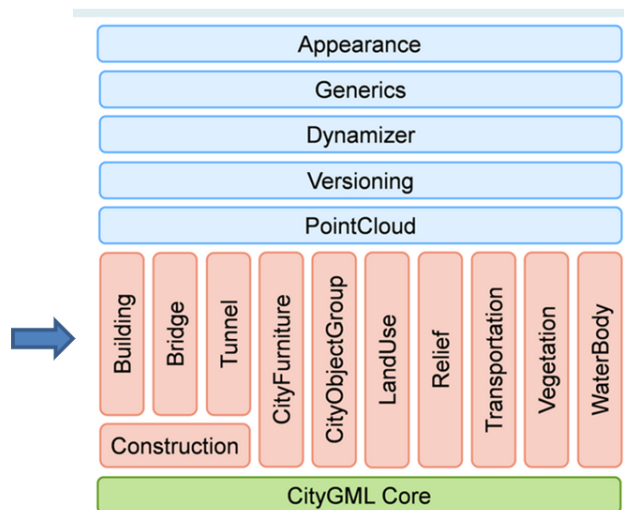 Appearance
Generics
Dynamizer
Versioning
PointCloud
Building
Bridge
Tunnel
CityFurniture
CityObjectGroup
LandUse
Relief
Transportation
Vegetation
WaterBody
Construction
CityGML Core